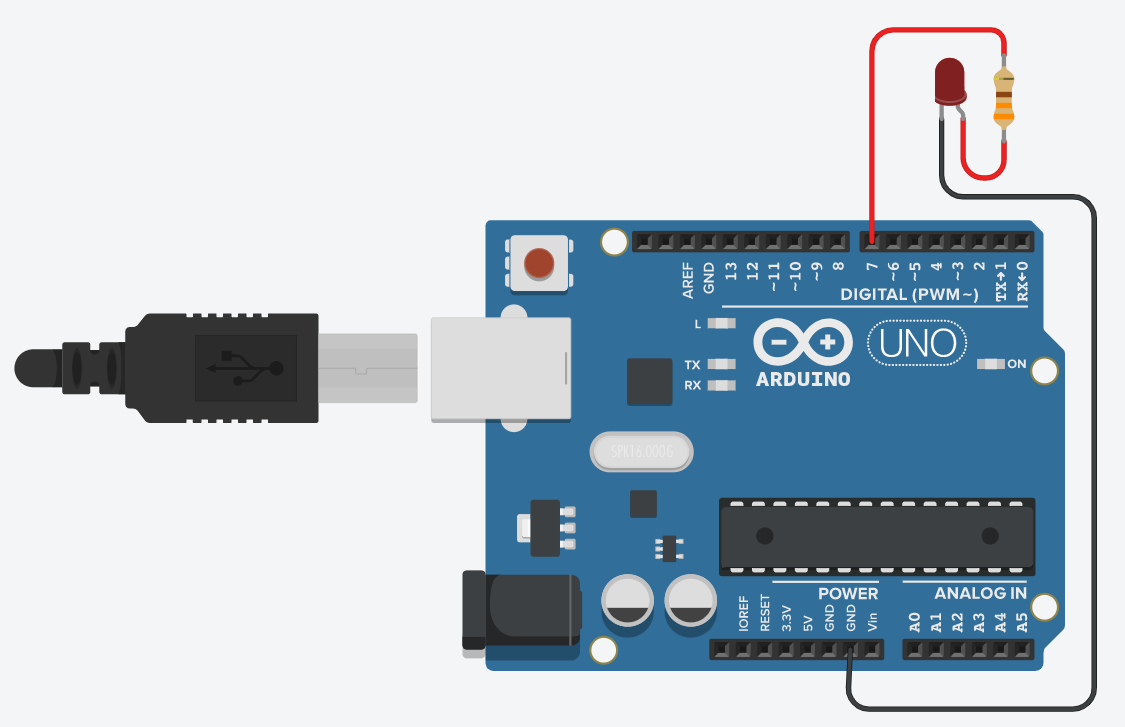 AREF
GND
13
12
~11
~10
~9
8
7
~6
~5
4
~3
2
TX→1
RX←0
DIGITAL (PWM~)
L
TX
RX
ARDUINO
UNO
ON
SPK16.000G
POWER
ANALOG IN
IOREF
RESET
3.3V
5V
GND
GND
Vin
A0
A1
A2
A3
A4
A5